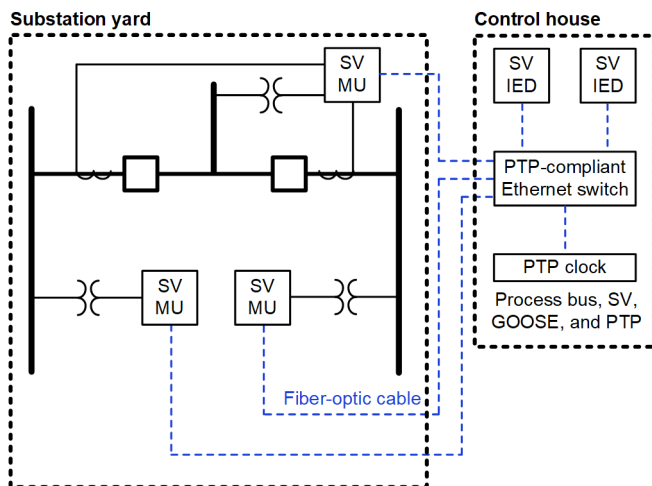 Substation yard
Control house
SV
MU
SV
IED
SV
IED
PTP-compliant
Ethernet switch
SV
MU
SV
MU
PTP clock
Process bus, SV,
GOOSE, and PTP
Fiber-optic cable